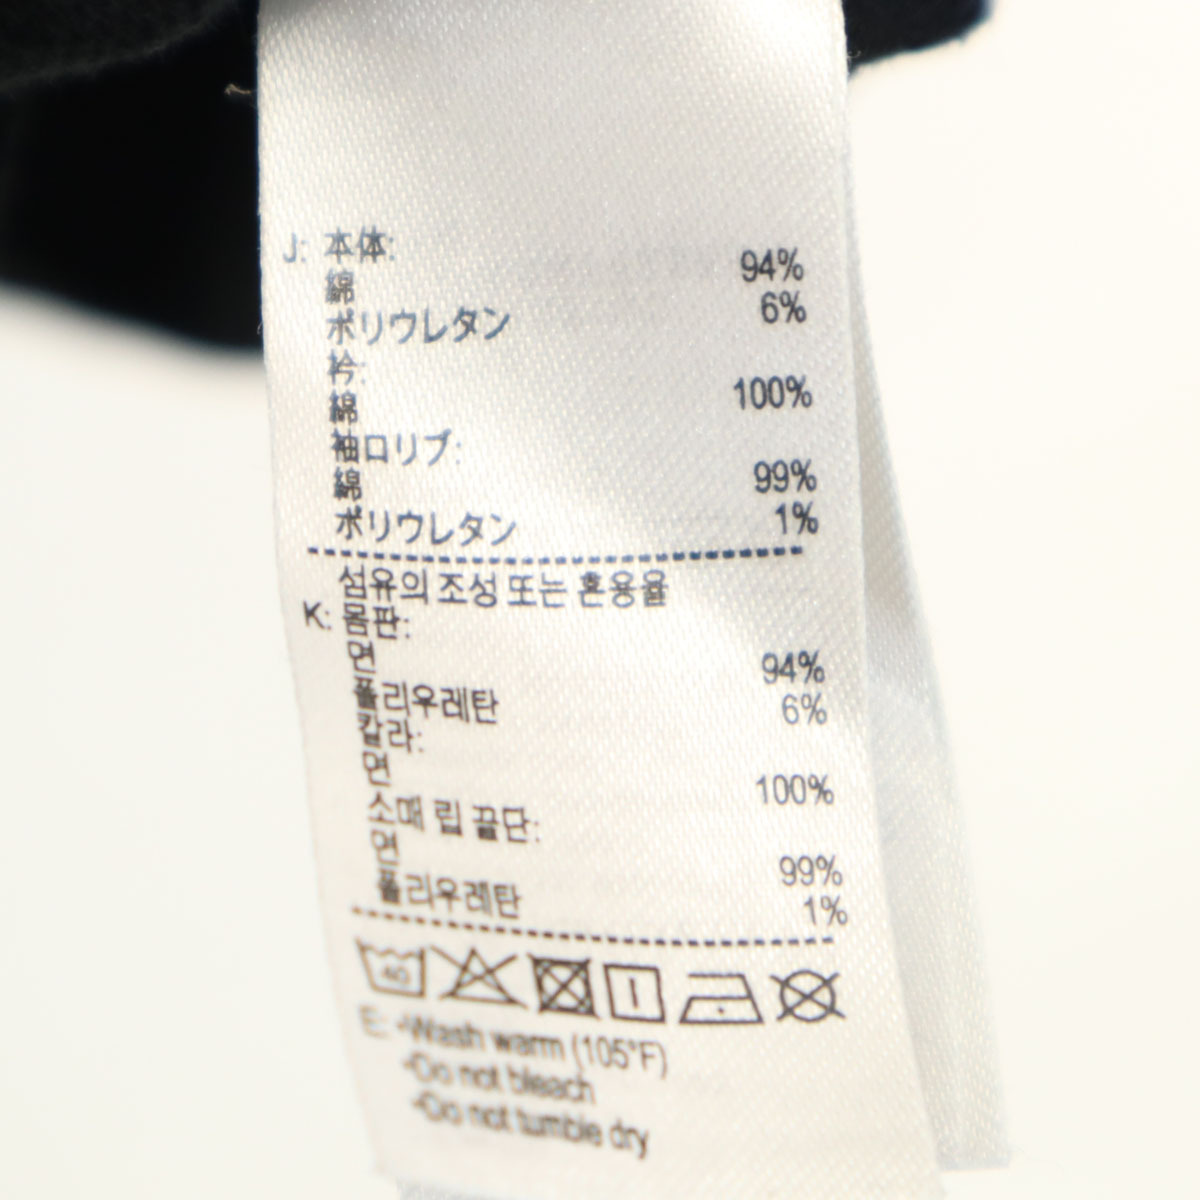 J: 本体:
綿 94%
ポリウレタン 6%
衿:
綿 100%
袖ロリブ:
綿 99%
ポリウレタン 1%
섬유의 조성 또는 혼용율
K: 몸판:
면 94%
폴리우레탄 6%
칼라:
면 100%
소매 립 끝단:
면 99%
폴리우레탄 1%
40
E: -Wash warm (105°F)
-Do not bleach
-Do not tumble dry